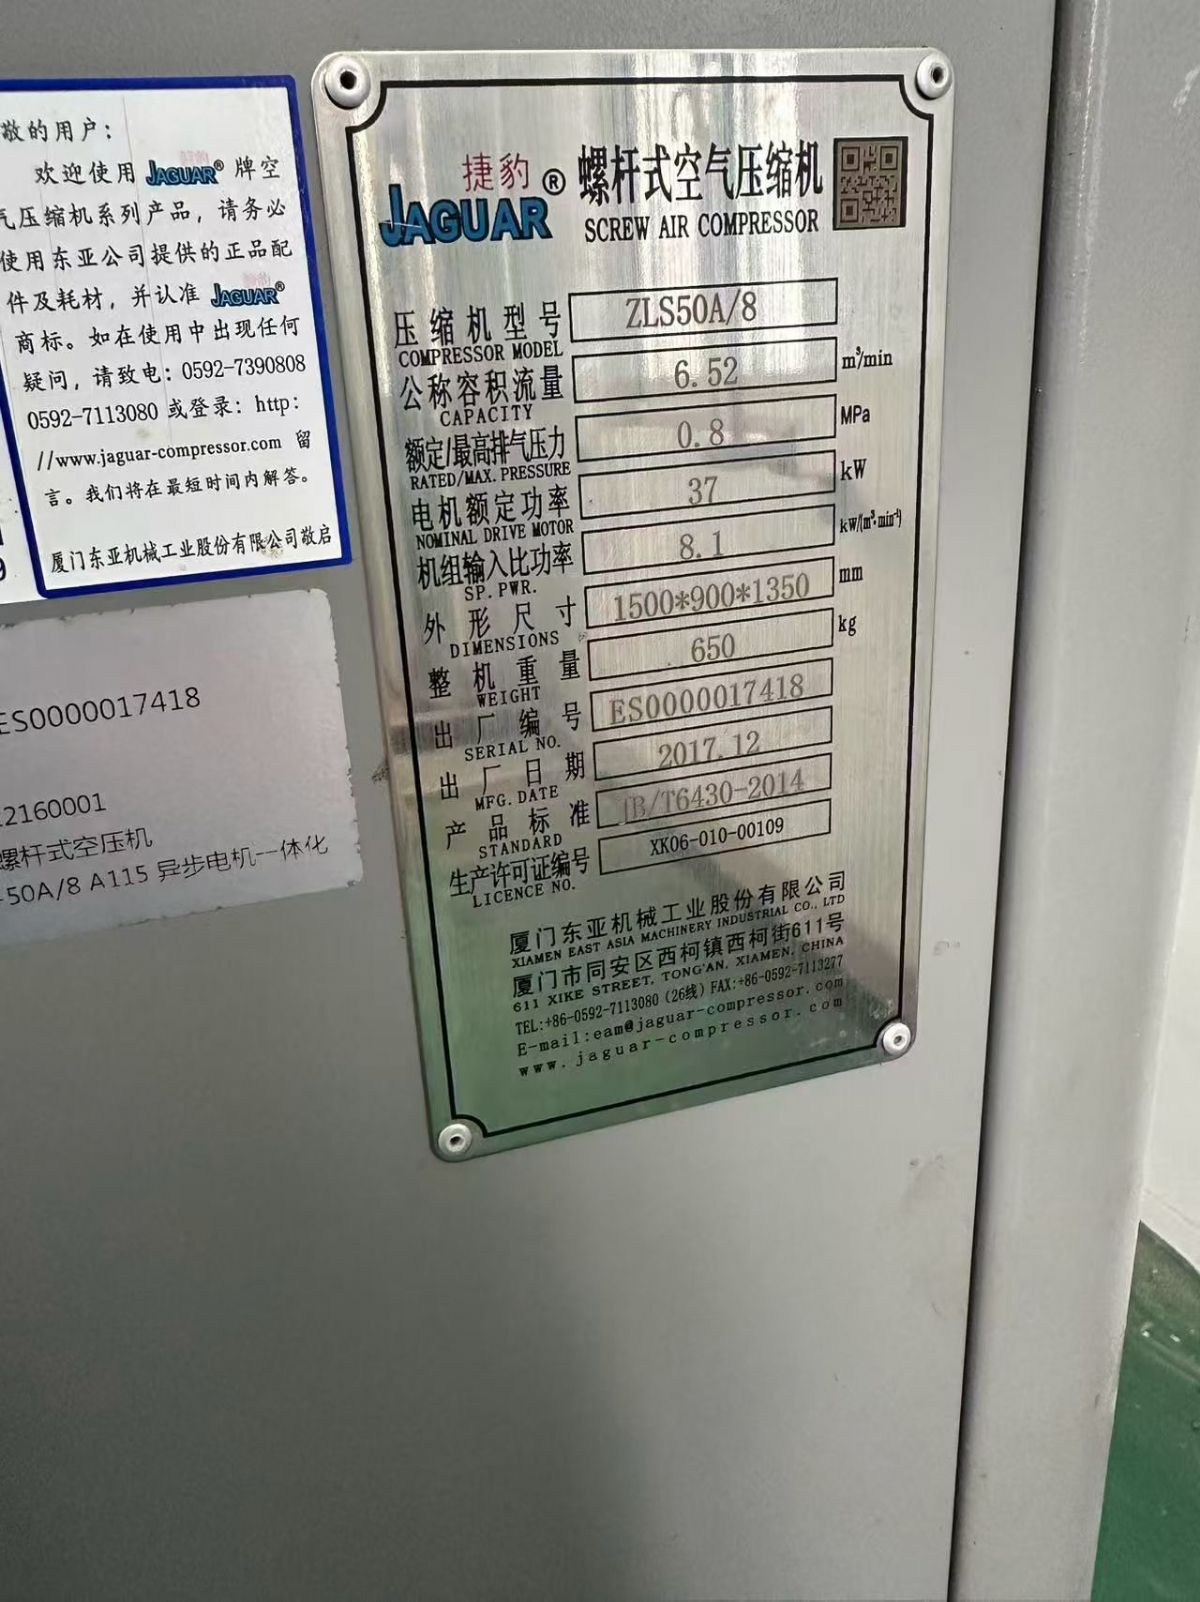 敬的用户：
欢迎使用 JAGUAR® 牌空
气压缩机系列产品，请务必
使用东亚公司提供的正品配
件及耗材，并认准 JAGUAR®
商标。如在使用中出现任何
疑问，请致电：0592-7390808
0592-7113080 或登录：http:
//www.jaguar-compressor.com 留
言。我们将在最短时间内解答。
厦门东亚机械工业股份有限公司敬启
9
ES0000017418
12160001
螺杆式空压机
50A/8 A115 异步电机一体化
捷豹
JAGUAR ®
螺杆式空气压缩机
SCREW AIR COMPRESSOR
压缩机型号 ZLS50A/8
COMPRESSOR MODEL
公称容积流量 6.52 m³/min
CAPACITY
额定/最高排气压力 0.8 MPa
RATED/MAX. PRESSURE
电机额定功率 37 kW
NOMINAL DRIVE MOTOR
机组输入比功率 8.1 kW/(m³·min⁻¹)
SP. PWR.
外形尺寸 1500*900*1350 mm
DIMENSIONS
整机重量 650 kg
WEIGHT
出厂编号 ES0000017418
SERIAL NO.
出厂日期 2017.12
MFG. DATE
产品标准 JB/T6430-2014
STANDARD
生产许可证编号 XK06-010-00109
LICENCE NO.
厦门东亚机械工业股份有限公司
XIAMEN EAST ASIA MACHINERY INDUSTRIAL CO., LTD
厦门市同安区西柯镇西柯街611号
611 XIKE STREET, TONG'AN, XIAMEN, CHINA
TEL:+86-0592-7113080 (26线) FAX:+86-0592-7113277
E-mail:eam@jaguar-compressor.com
www.jaguar-compressor.com